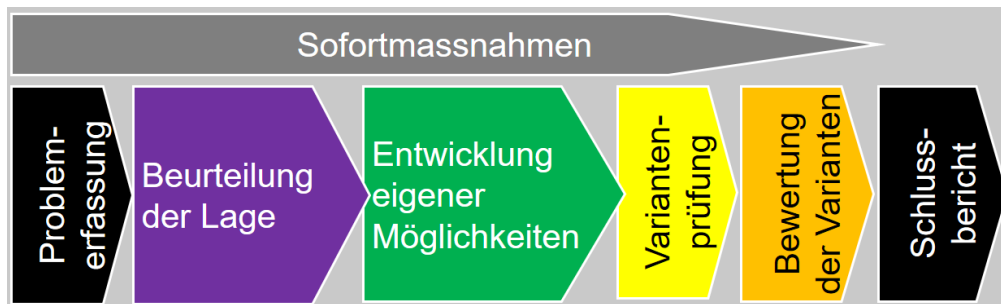 Sofortmassnahmen
Problem-
erfassung
Beurteilung
der Lage
Entwicklung
eigener
Möglichkeiten
Varianten-
prüfung
Bewertung
der Varianten
Schluss-
bericht